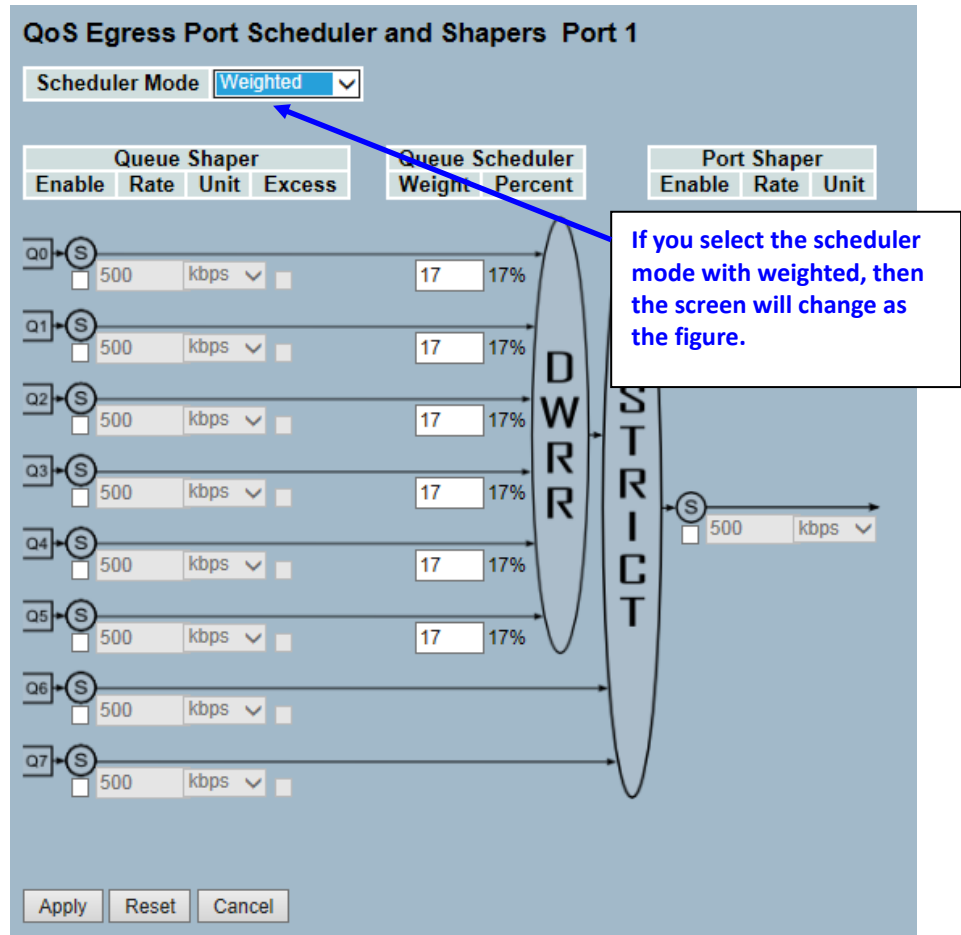 QoS Egress Port Scheduler and Shapers Port 1
Scheduler Mode Weighted
Queue Shaper Queue Scheduler Port Shaper
Enable Rate Unit Excess Weight Percent Enable Rate Unit
If you select the scheduler
mode with weighted, then
the screen will change as
the figure.
Q0 S
500 kbps 17 17%
Q1 S
500 kbps 17 17%
Q2 S
500 kbps 17 17%
Q3 S
500 kbps 17 17%
Q4 S
500 kbps 17 17%
Q5 S
500 kbps 17 17%
Q6 S
500 kbps
Q7 S
500 kbps
DWRR
STRICT
S
500 kbps
Apply Reset Cancel